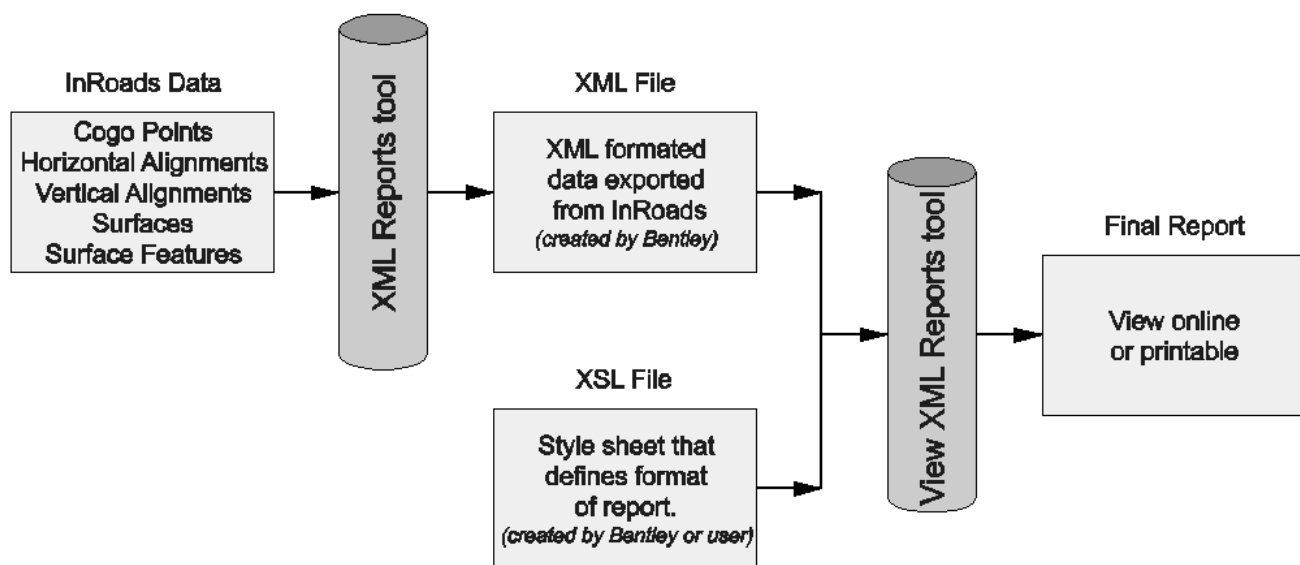 InRoads Data
Cogo Points
Horizontal Alignments
Vertical Alignments
Surfaces
Surface Features
XML Reports tool
XML File
XML formated
data exported
from InRoads
(created by Bentley)
XSL File
Style sheet that
defines format
of report.
(created by Bentley or user)
View XML Reports tool
Final Report
View online
or printable